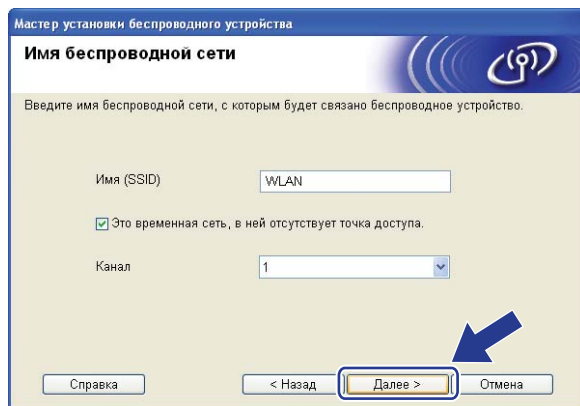 Мастер установки беспроводного устройства
Имя беспроводной сети
Введите имя беспроводной сети, с которым будет связано беспроводное устройство.
Имя (SSID) WLAN
Это временная сеть, в ней отсутствует точка доступа.
Канал 1
Справка < Назад Далее > Отмена